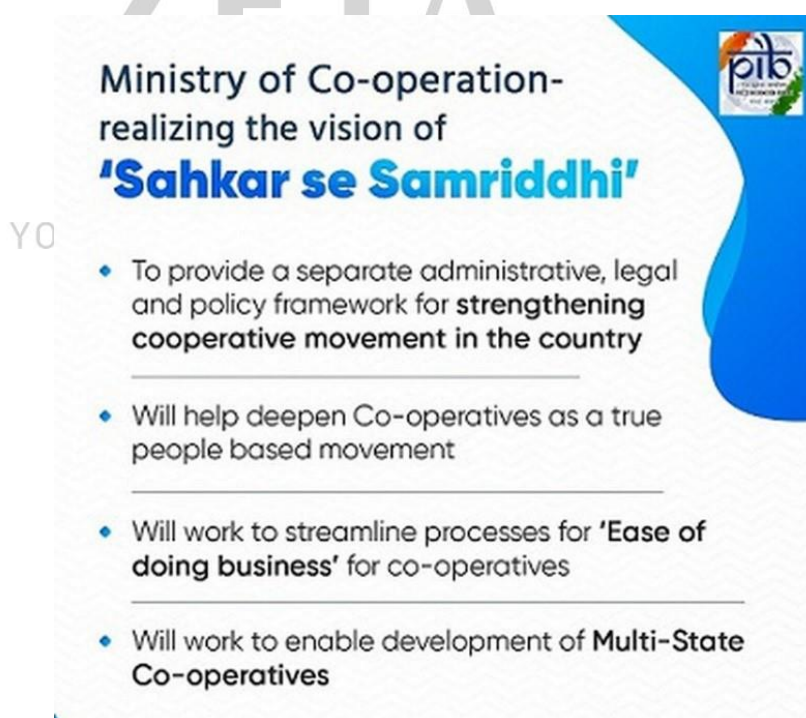 Ministry of Co-operation-
realizing the vision of
'Sahkar se Samriddhi'
YO
To provide a separate administrative, legal
and policy framework for strengthening
cooperative movement in the country
Will help deepen Co-operatives as a true
people based movement
Will work to streamline processes for 'Ease of
doing business' for co-operatives
Will work to enable development of Multi-State
Co-operatives
pib